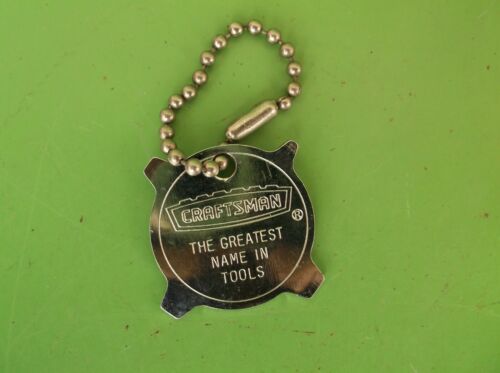 CRAFTSMAN ®
THE GREATEST
NAME IN
TOOLS